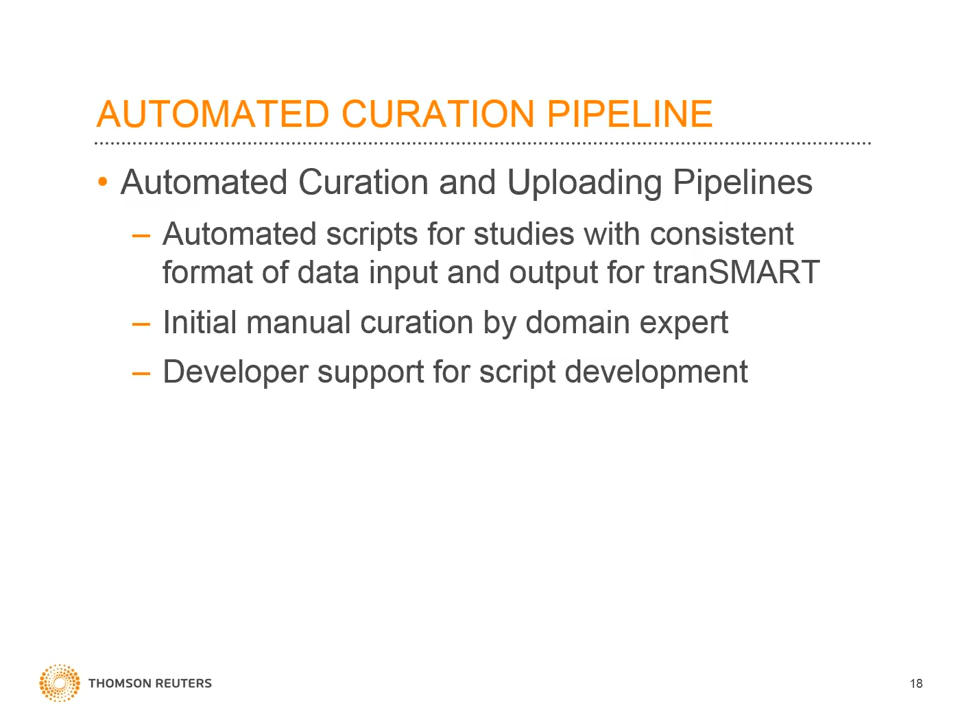 AUTOMATED CURATION PIPELINE
• Automated Curation and Uploading Pipelines
– Automated scripts for studies with consistent
format of data input and output for tranSMART
– Initial manual curation by domain expert
– Developer support for script development
THOMSON REUTERS
18